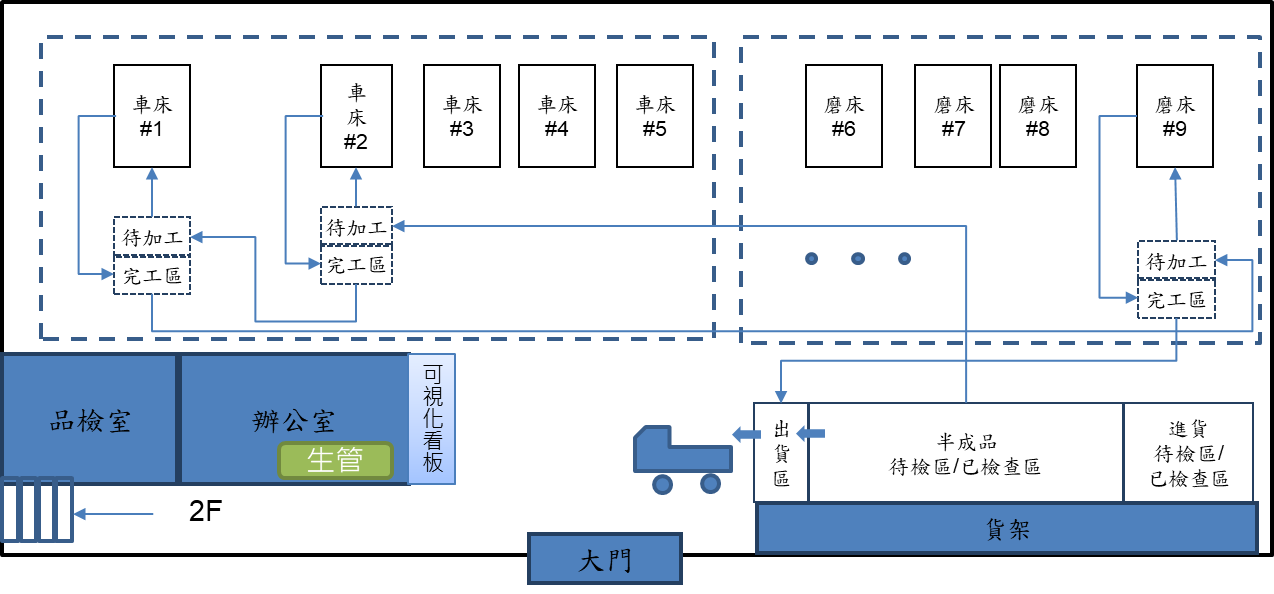 車床
#1
車
床
#2
車床
#3
車床
#4
車床
#5
磨床
#6
磨床
#7
磨床
#8
磨床
#9
待加工
完工區
待加工
完工區
待加工
完工區
品檢室
辦公室
生管
可視化看板
2F
大門
出貨區
半成品
待檢區/已檢查區
進貨
待檢區/
已檢查區
貨架